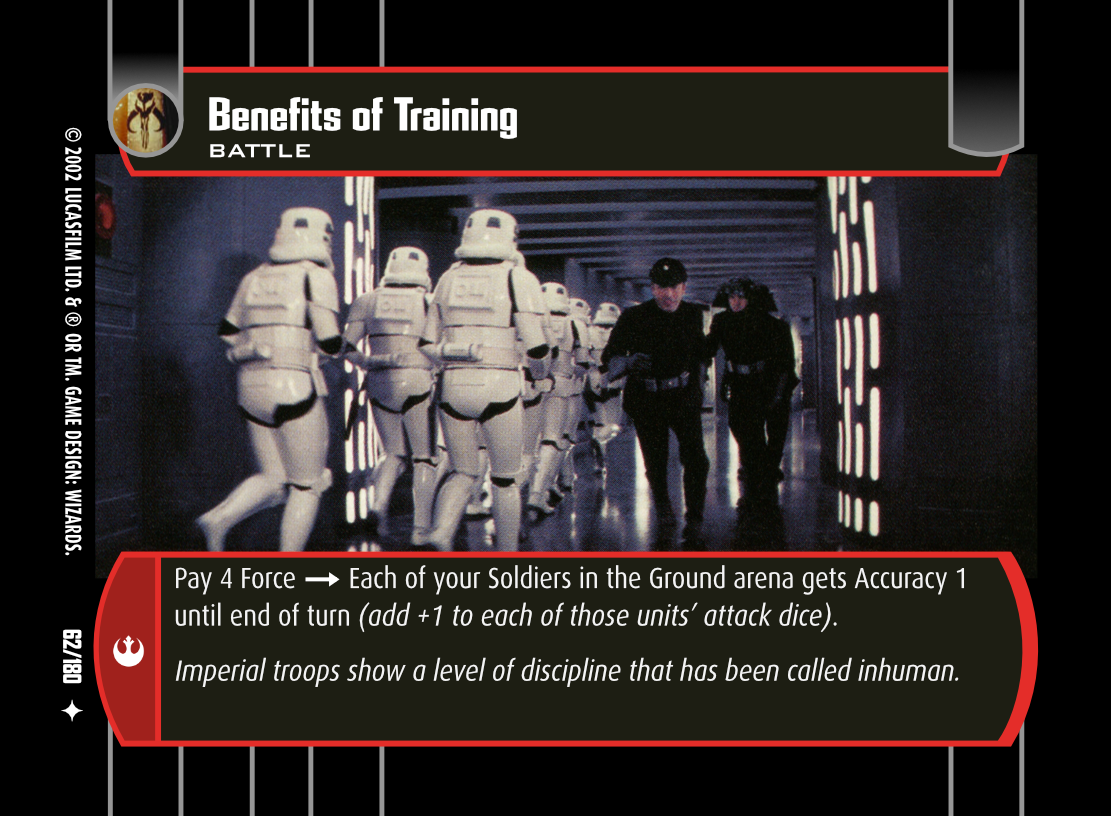 Benefits of Training
BATTLE
Pay 4 Force → Each of your Soldiers in the Ground arena gets Accuracy 1
until end of turn (add +1 to each of those units’ attack dice).
Imperial troops show a level of discipline that has been called inhuman.
© 2002 LUCASFILM LTD. & ® OR TM. GAME DESIGN: WIZARDS.
62/180